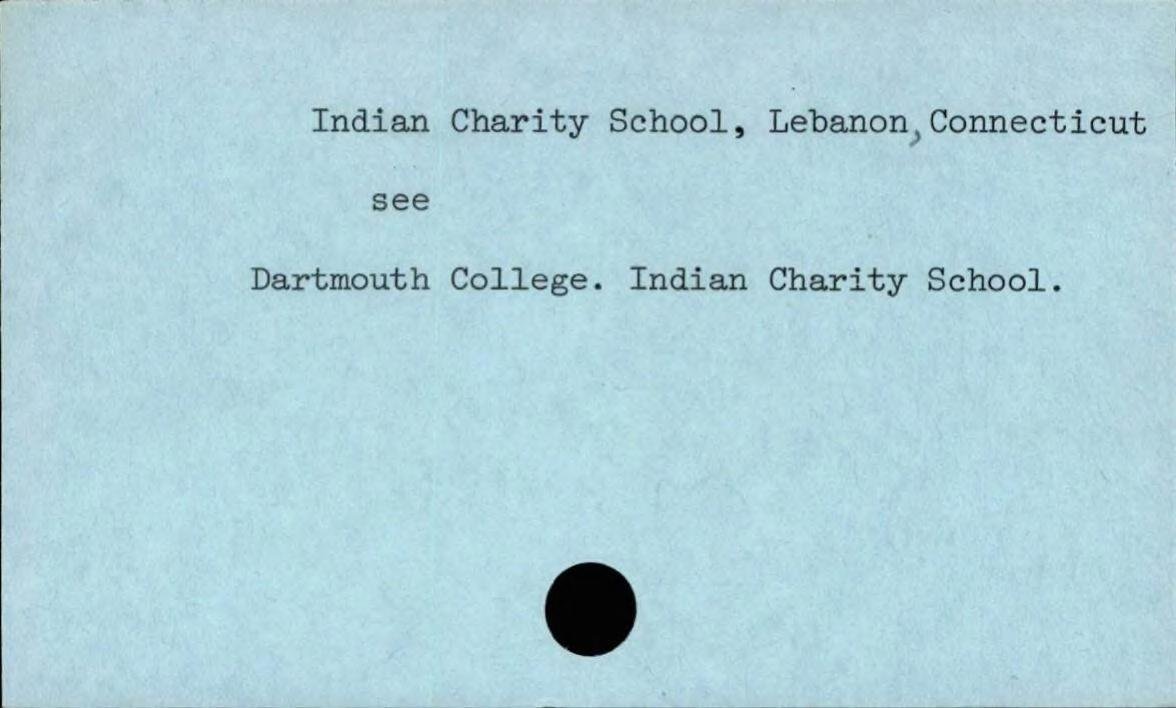 Indian Charity School, Lebanon, Connecticut
see
Dartmouth College. Indian Charity School.